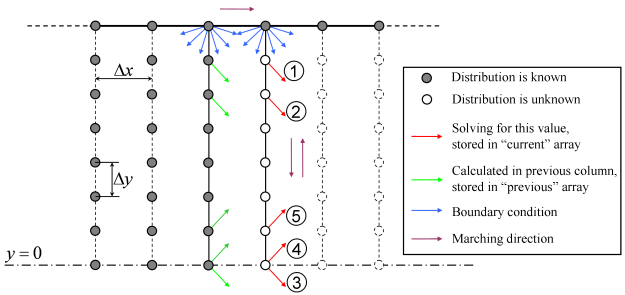 Δx
1
2
Δy
5
4
3
y = 0
Distribution is known
Distribution is unknown
Solving for this value,
stored in “current” array
Calculated in previous column,
stored in “previous” array
Boundary condition
Marching direction